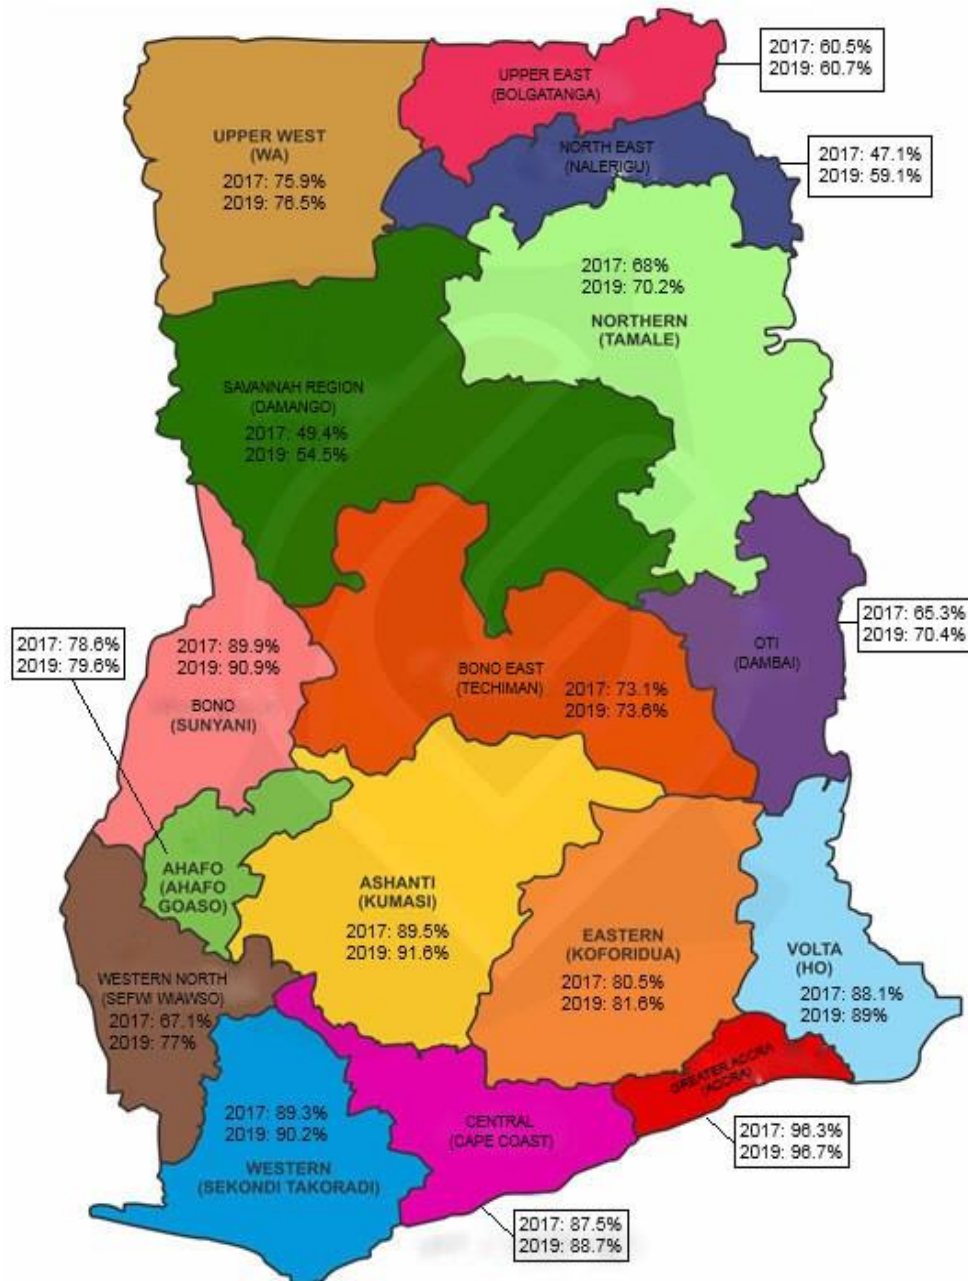 2017: 60.5%
2019: 60.7%
UPPER EAST
(BOLGATANGA)
UPPER WEST
(WA)
2017: 75.9%
2019: 76.5%
NORTH EAST
(NALERIGU)
2017: 47.1%
2019: 59.1%
2017: 68%
2019: 70.2%
NORTHERN
(TAMALE)
SAVANNAH REGION
(DAMANGO)
2017: 49.4%
2019: 54.5%
2017: 65.3%
2019: 70.4%
OTI
(DAMBAI)
2017: 78.6%
2019: 79.6%
2017: 89.9%
2019: 90.9%
BONO
(SUNYANI)
BONO EAST
(TECHIMAN)
2017: 73.1%
2019: 73.6%
AHAFO
(AHAFO
GOASO)
ASHANTI
(KUMASI)
2017: 89.5%
2019: 91.6%
EASTERN
(KOFORIDUA)
2017: 80.5%
2019: 81.6%
VOLTA
(HO)
2017: 88.1%
2019: 89%
WESTERN NORTH
(SEFWI WIAWSO)
2017: 67.1%
2019: 77%
GREATER ACCRA
(ACCRA)
2017: 96.3%
2019: 96.7%
2017: 89.3%
2019: 90.2%
WESTERN
(SEKONDI TAKORADI)
CENTRAL
(CAPE COAST)
2017: 87.5%
2019: 88.7%